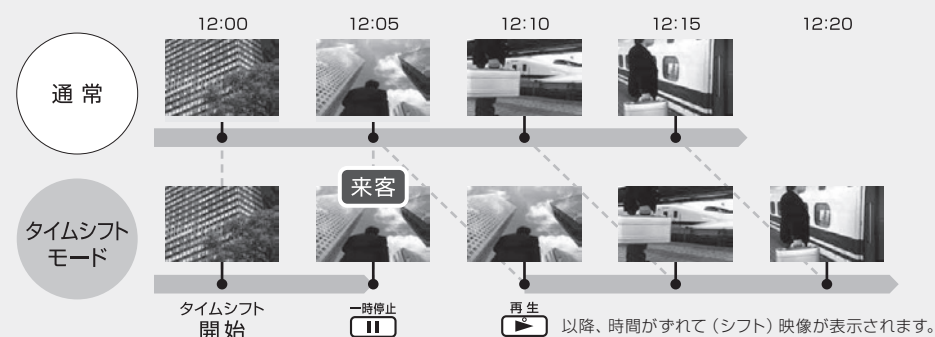 12:00 12:05 12:10 12:15 12:20
通常
来客
タイムシフト
モード
タイムシフト
開始
一時停止
再生
以降、時間がずれて（シフト）映像が表示されます。